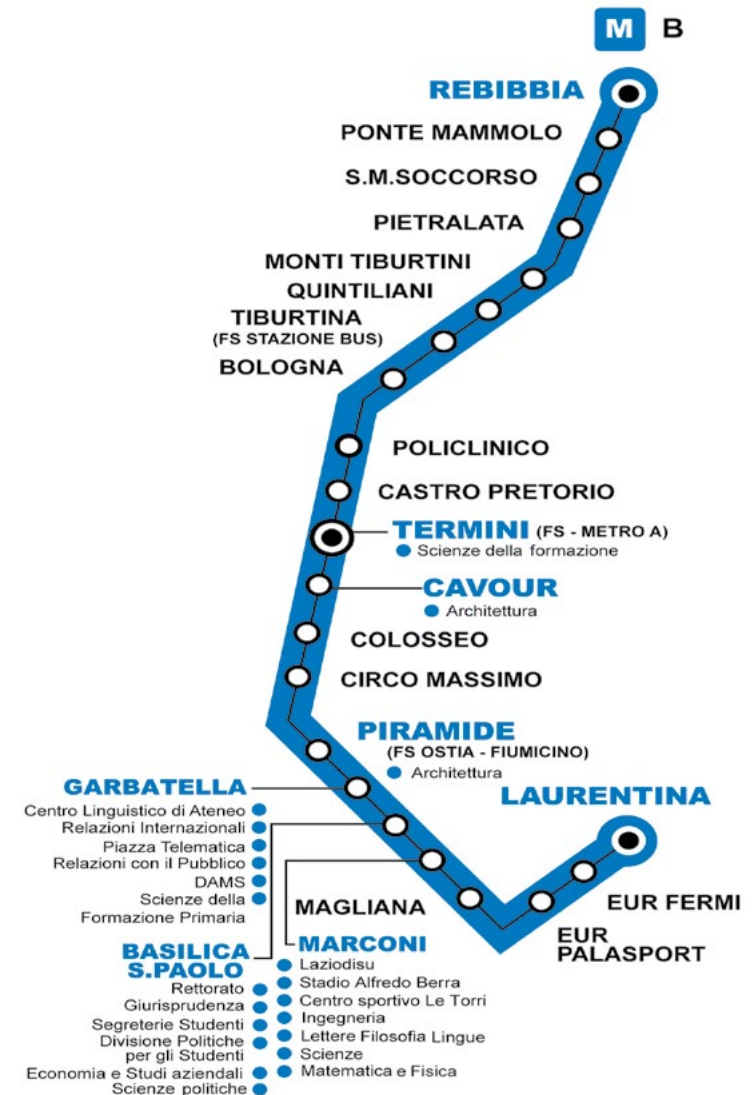 M B
REBIBBIA
PONTE MAMMOLO
S.M.SOCCORSO
PIETRALATA
MONTI TIBURTINI
QUINTILIANI
TIBURTINA
(FS STAZIONE BUS)
BOLOGNA
POLICLINICO
CASTRO PRETORIO
TERMINI (FS - METRO A)
Scienze della formazione
CAVOUR
Architettura
COLOSSEO
CIRCO MASSIMO
PIRAMIDE
(FS OSTIA - FIUMICINO)
Architettura
GARBATELLA
Centro Linguistico di Ateneo
Relazioni Internazionali
Piazza Telematica
Relazioni con il Pubblico
DAMS
Scienze della
Formazione Primaria
LAURENTINA
EUR FERMI
EUR
PALASPORT
MAGLIANA
BASILICA
S.PAOLO
Rettorato
Giurisprudenza
Segreterie Studenti
Divisione Politiche
per gli Studenti
Economia e Studi aziendali
Scienze politiche
MARCONI
Laziodisu
Stadio Alfredo Berra
Centro sportivo Le Torri
Ingegneria
Lettere Filosofia Lingue
Scienze
Matematica e Fisica